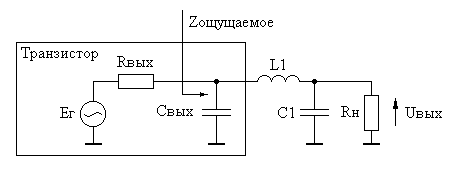 Zощущаемое
Транзистор
Rвых
L1
Eг
Cвых
C1
Rн
Uвых